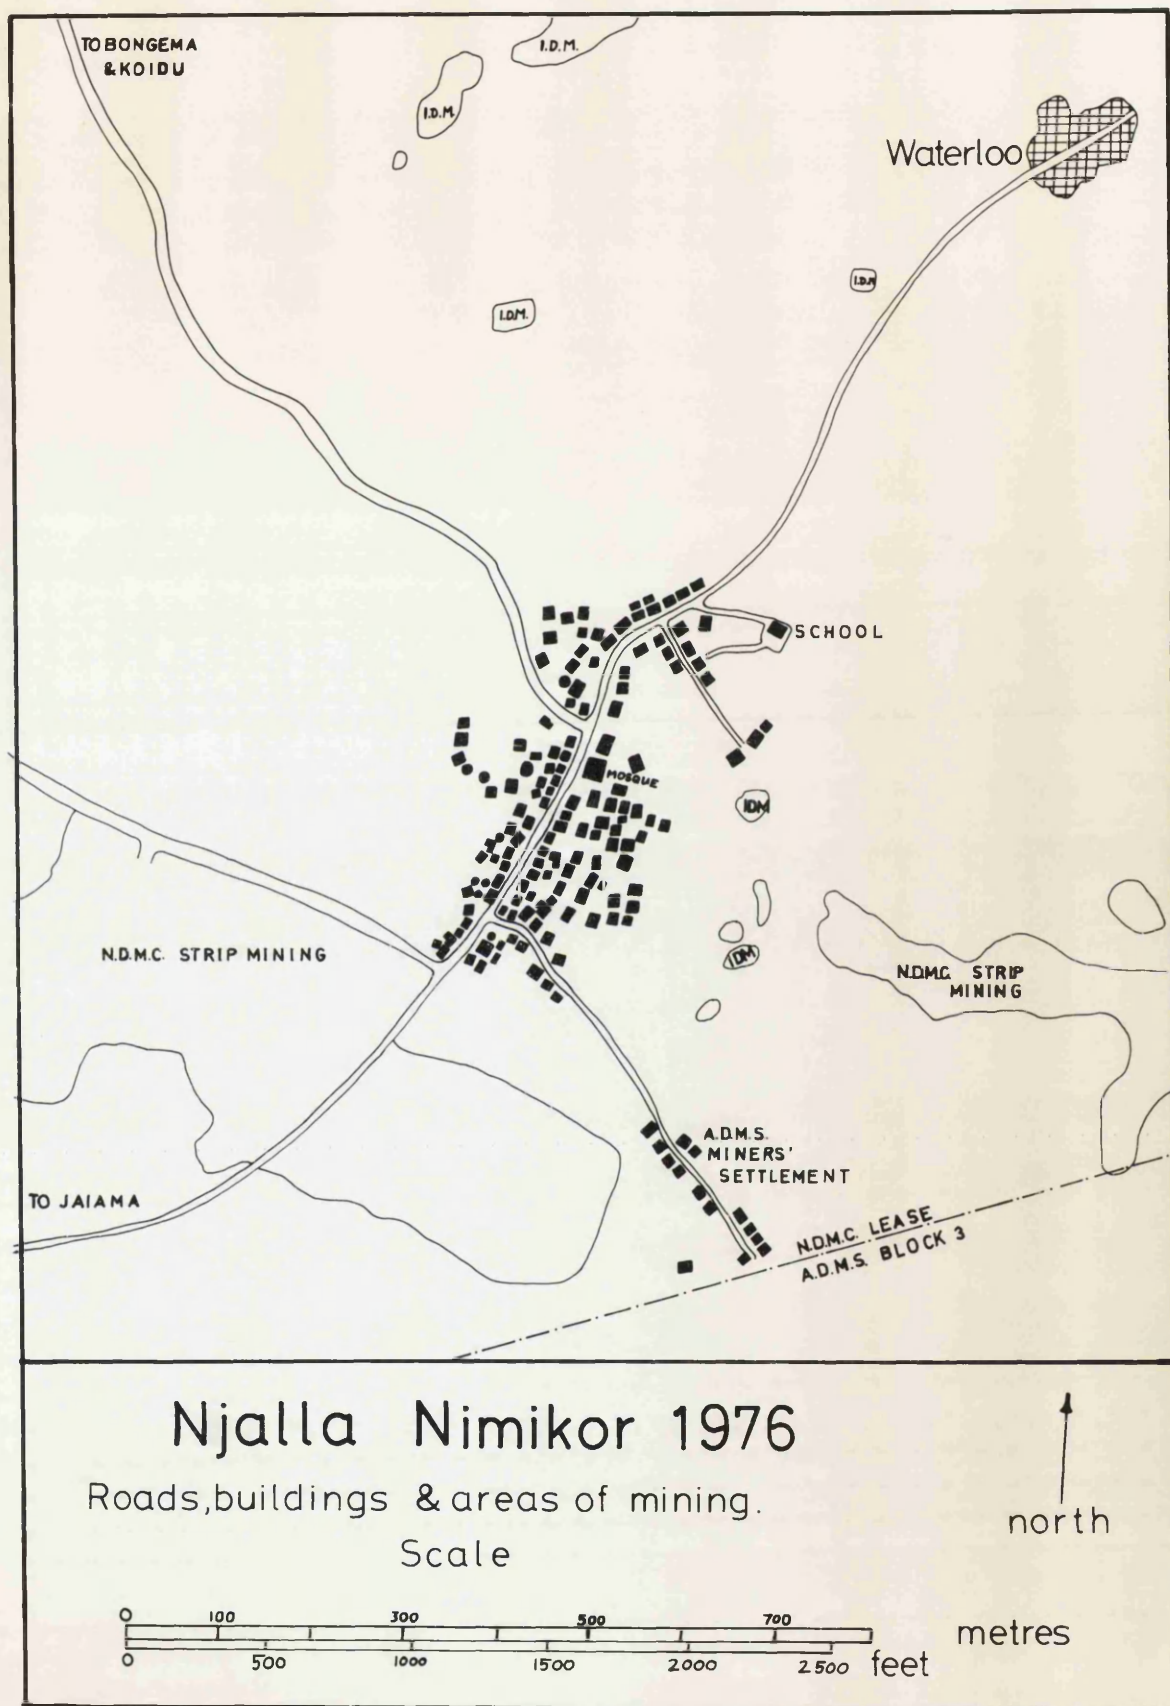 TO BONGEMA
& KOIDU
I.D.M.
I.D.M.
Waterloo
I.D.M
I.D.M.
SCHOOL
MOSQUE
IDM
N.D.M.C. STRIP MINING
IDM
N.D.M.C. STRIP
MINING
A.D.M.S.
MINERS'
SETTLEMENT
TO JAIAMA
N.D.M.C. LEASE
A.D.M.S. BLOCK 3
Njalla Nimikor 1976
Roads, buildings & areas of mining.
Scale
north
0 100 300 500 700
metres
0 500 1000 1500 2000 2500 feet